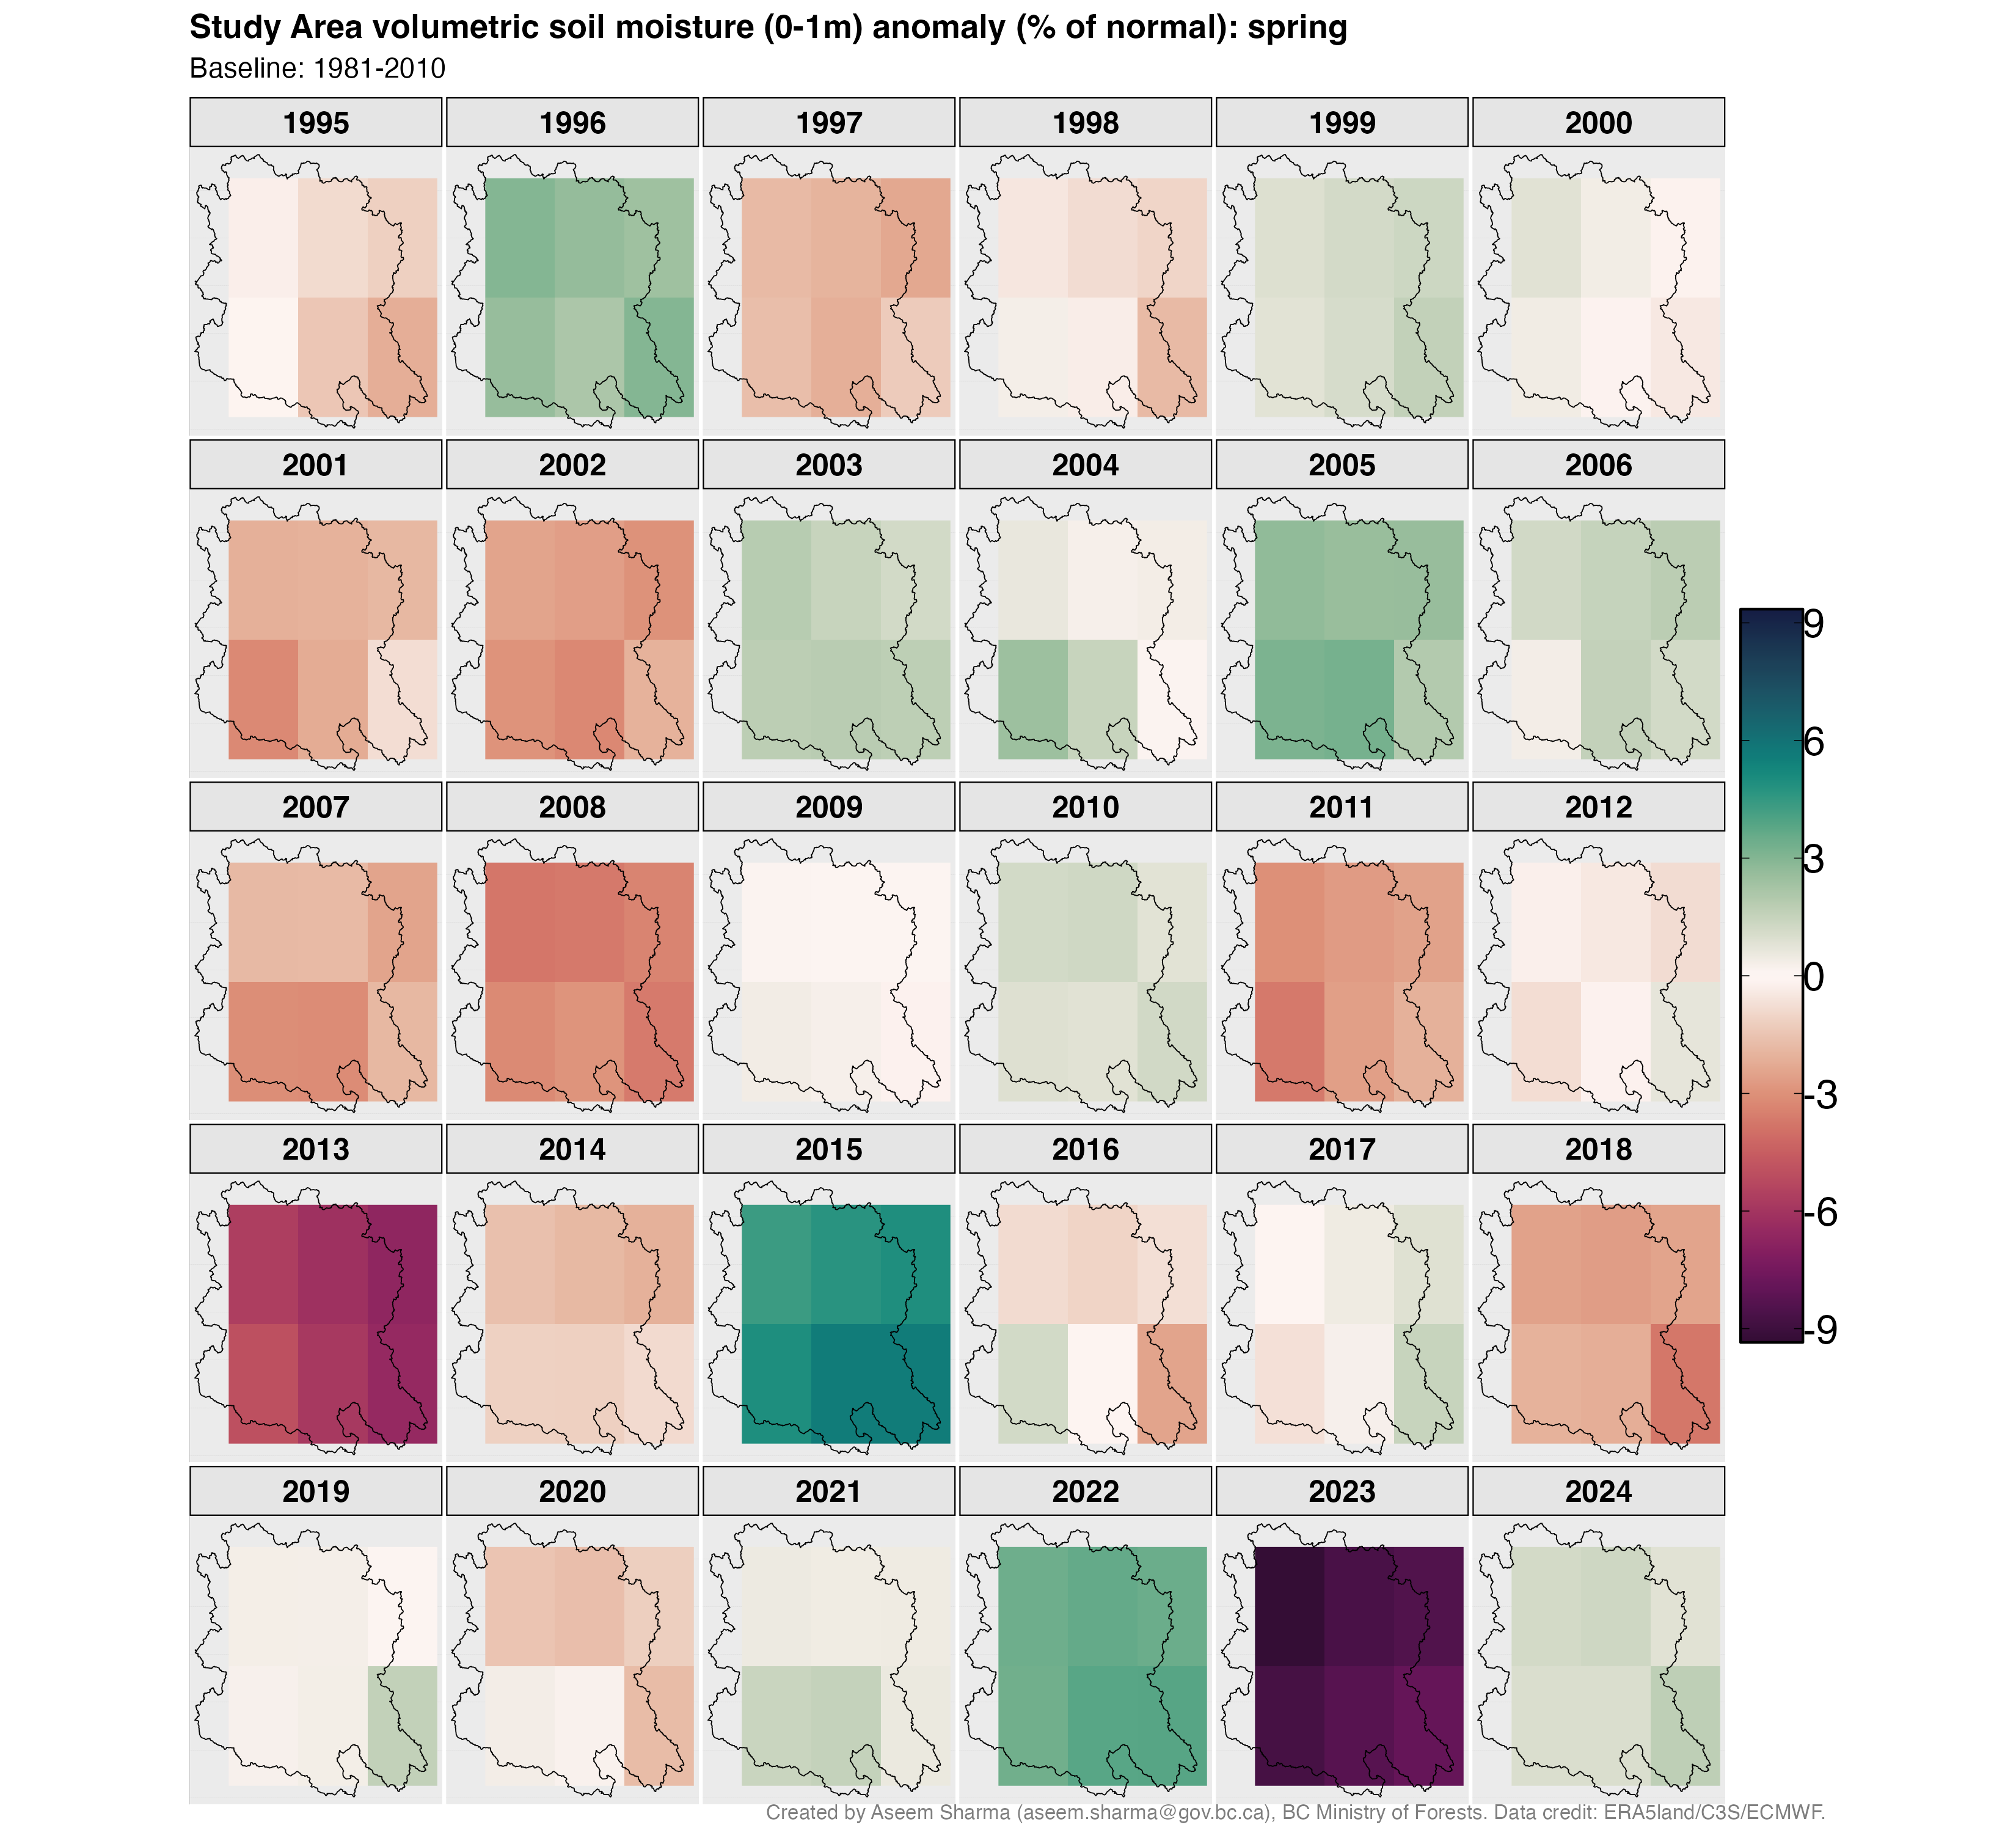 Study Area volumetric soil moisture (0-1m) anomaly (% of normal): spring
Baseline: 1981-2010
1995 1996 1997 1998 1999 2000
2001 2002 2003 2004 2005 2006
9
6
2007 2008 2009 2010 2011 2012
3
0
-3
2013 2014 2015 2016 2017 2018
-6
-9
2019 2020 2021 2022 2023 2024
Created by Aseem Sharma (aseem.sharma@gov.bc.ca), BC Ministry of Forests. Data credit: ERA5land/C3S/ECMWF.